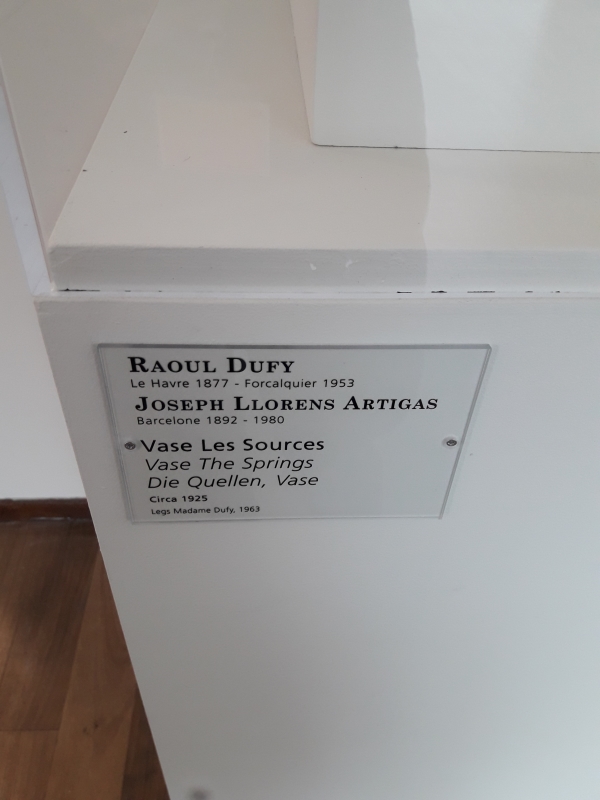 RAOUL DUFY
Le Havre 1877 - Forcalquier 1953
JOSEPH LLORENS ARTIGAS
Barcelone 1892 - 1980
Vase Les Sources
Vase The Springs
Die Quellen, Vase
Circa 1925
Legs Madame Dufy, 1963